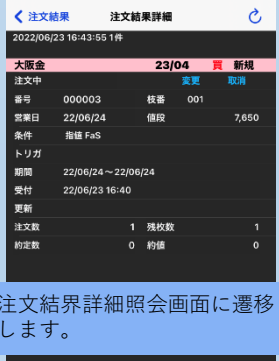 注文結果 注文結果詳細
2022/06/23 16:43:55 1件
大阪金 23/04 買 新規
注文中 変更 取消
番号 000003 枝番 001
営業日 22/06/24 値段 7,650
条件 指値 FaS
トリガ
期間 22/06/24～22/06/24
受付 22/06/23 16:40
更新
注文数 1 残枚数 1
約定数 0 約値 0
注文結界詳細照会画面に遷移
します。